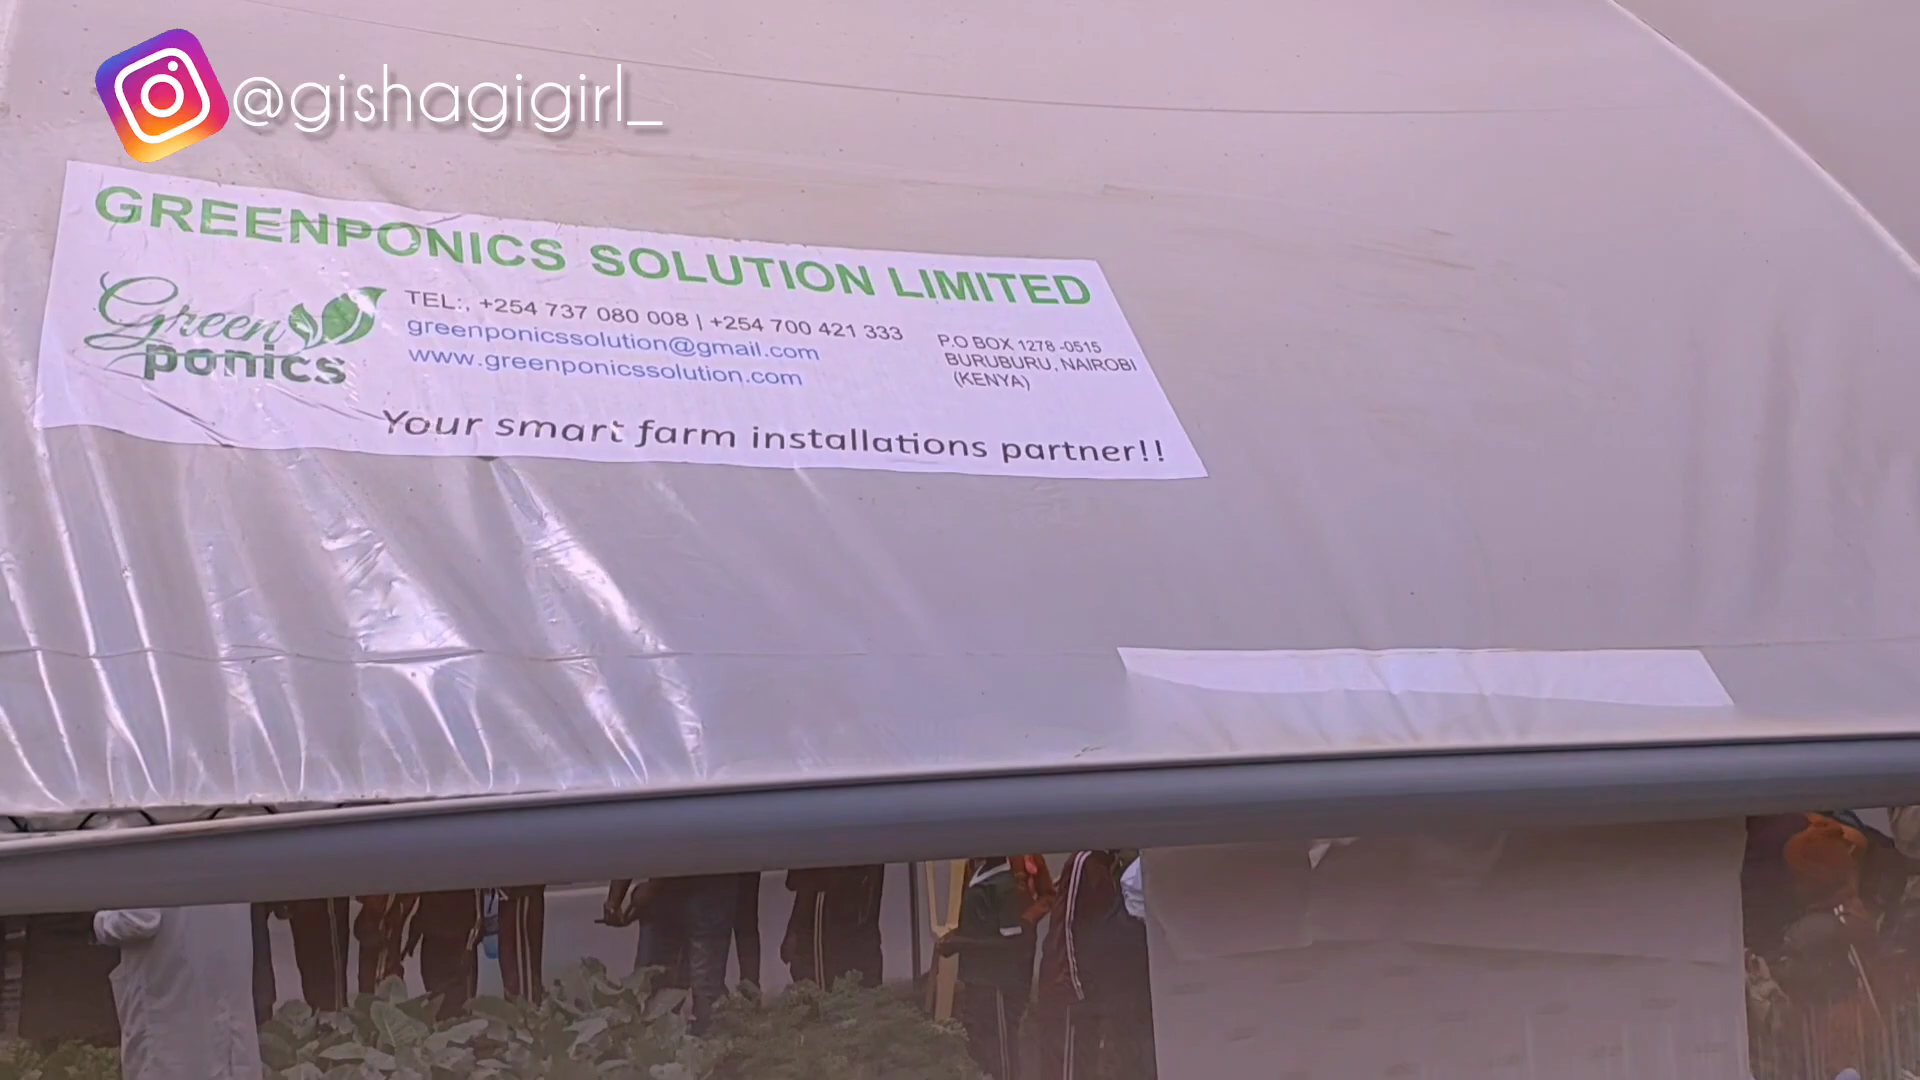 @gishagigirl_
GREENPONICS SOLUTION LIMITED
Green
ponics
TEL:, +254 737 080 008 | +254 700 421 333
greenponicssolution@gmail.com
www.greenponicssolution.com
P.O BOX 1278 -0515
BURUBURU, NAIROBI
(KENYA)
Your smart farm installations partner!!